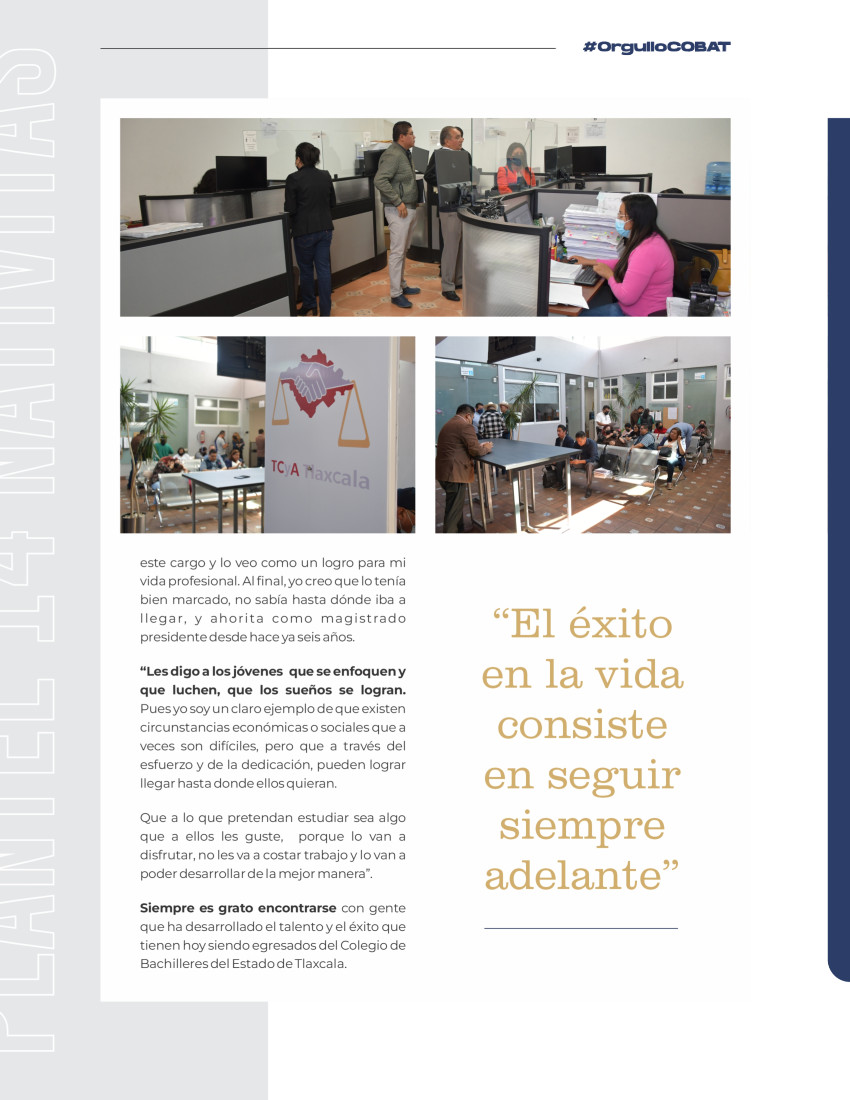 #OrgulloCOBAT
PLANTEL 14 NATIVITAS
TCyA Tlaxcala
este cargo y lo veo como un logro para mi
vida profesional. Al final, yo creo que lo tenía
bien marcado, no sabía hasta dónde iba a
llegar, y ahorita como magistrado
presidente desde hace ya seis años.
“Les digo a los jóvenes que se enfoquen y
que luchen, que los sueños se logran.
Pues yo soy un claro ejemplo de que existen
circunstancias económicas o sociales que a
veces son difíciles, pero que a través del
esfuerzo y de la dedicación, pueden lograr
llegar hasta donde ellos quieran.
Que a lo que pretendan estudiar sea algo
que a ellos les guste, porque lo van a
disfrutar, no les va a costar trabajo y lo van a
poder desarrollar de la mejor manera”.
Siempre es grato encontrarse con gente
que ha desarrollado el talento y el éxito que
tienen hoy siendo egresados del Colegio de
Bachilleres del Estado de Tlaxcala.
“El éxito
en la vida
consiste
en seguir
siempre
adelante”